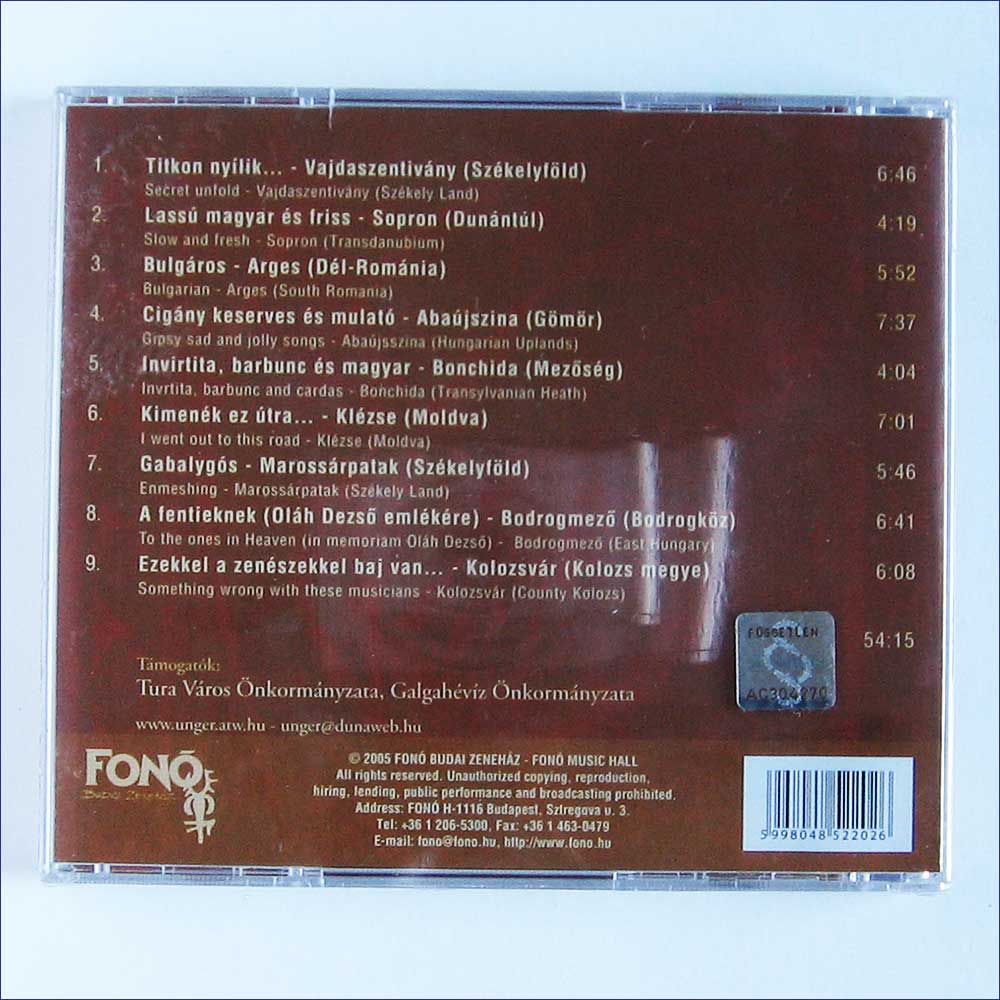 1. Titkon nyílik... - Vajdaszentivány (Székelyföld) 6:46
Secret unfold - Vajdaszentivány (Székely Land)
2. Lassú magyar és friss - Sopron (Dunántúl) 4:19
Slow and fresh - Sopron (Transdanubium)
3. Bulgáros - Arges (Dél-Románia) 5:52
Bulgarian - Arges (South Romania)
4. Cigány keserves és mulató - Abaújszina (Gömör) 7:37
Gipsy sad and jolly songs - Abaújsszina (Hungarian Uplands)
5. Invirtita, barbunc és magyar - Bonchida (Mezőség) 4:04
Invrtita, barbunc and cardas - Bonchida (Transylvanian Heath)
6. Kimenék ez útra... - Klézse (Moldva) 7:01
I went out to this road - Klézse (Moldva)
7. Gabalygós - Marossárpatak (Székelyföld) 5:46
Enmeshing - Marossárpatak (Székely Land)
8. A fentieknek (Oláh Dezső emlékére) - Bodrogmező (Bodrogköz) 6:41
To the ones in Heaven (in memoriam Oláh Dezső) - Bodrogmező (East Hungary)
9. Ezekkel a zenészekkel baj van... - Kolozsvár (Kolozs megye) 6:08
Something wrong with these musicians - Kolozsvár (County Kolozs)
54:15
FÜGGETLEN
AC304270
Támogatók:
Tura Város Önkormányzata, Galgahévíz Önkormányzata
www.unger.atw.hu - unger@dunaweb.hu
FONÓ
Budai Zeneház
© 2005 FONÓ BUDAI ZENEHÁZ - FONÓ MUSIC HALL
All rights reserved. Unauthorized copying, reproduction,
hiring, lending, public performance and broadcasting prohibited.
Address: FONÓ H-1116 Budapest, Sztregova u. 3.
Tel: +36 1 206-5300, Fax: +36 1 463-0479
E-mail: fono@fono.hu, http://www.fono.hu
5998048522026